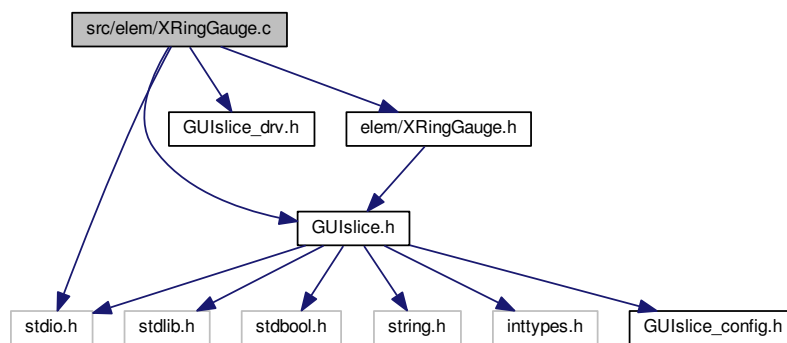 src/elem/XRingGauge.c
GUIslice_drv.h
elem/XRingGauge.h
GUIslice.h
stdio.h
stdlib.h
stdbool.h
string.h
inttypes.h
GUIslice_config.h